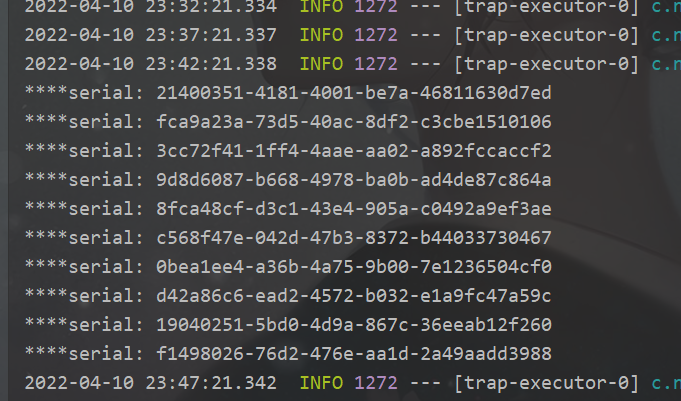 2022-04-10 23:32:21.334  INFO 1272 --- [trap-executor-0] c.n
2022-04-10 23:37:21.337  INFO 1272 --- [trap-executor-0] c.n
2022-04-10 23:42:21.338  INFO 1272 --- [trap-executor-0] c.n
****serial: 21400351-4181-4001-be7a-46811630d7ed
****serial: fca9a23a-73d5-40ac-8df2-c3cbe1510106
****serial: 3cc72f41-1ff4-4aae-aa02-a892fccaccf2
****serial: 9d8d6087-b668-4978-ba0b-ad4de87c864a
****serial: 8fca48cf-d3c1-43e4-905a-c0492a9ef3ae
****serial: c568f47e-042d-47b3-8372-b44033730467
****serial: 0bea1ee4-a36b-4a75-9b00-7e1236504cf0
****serial: d42a86c6-ead2-4572-b032-e1a9fc47a59c
****serial: 19040251-5bd0-4d9a-867c-36eeab12f260
****serial: f1498026-76d2-476e-aa1d-2a49aadd3988
2022-04-10 23:47:21.342  INFO 1272 --- [trap-executor-0] c.n